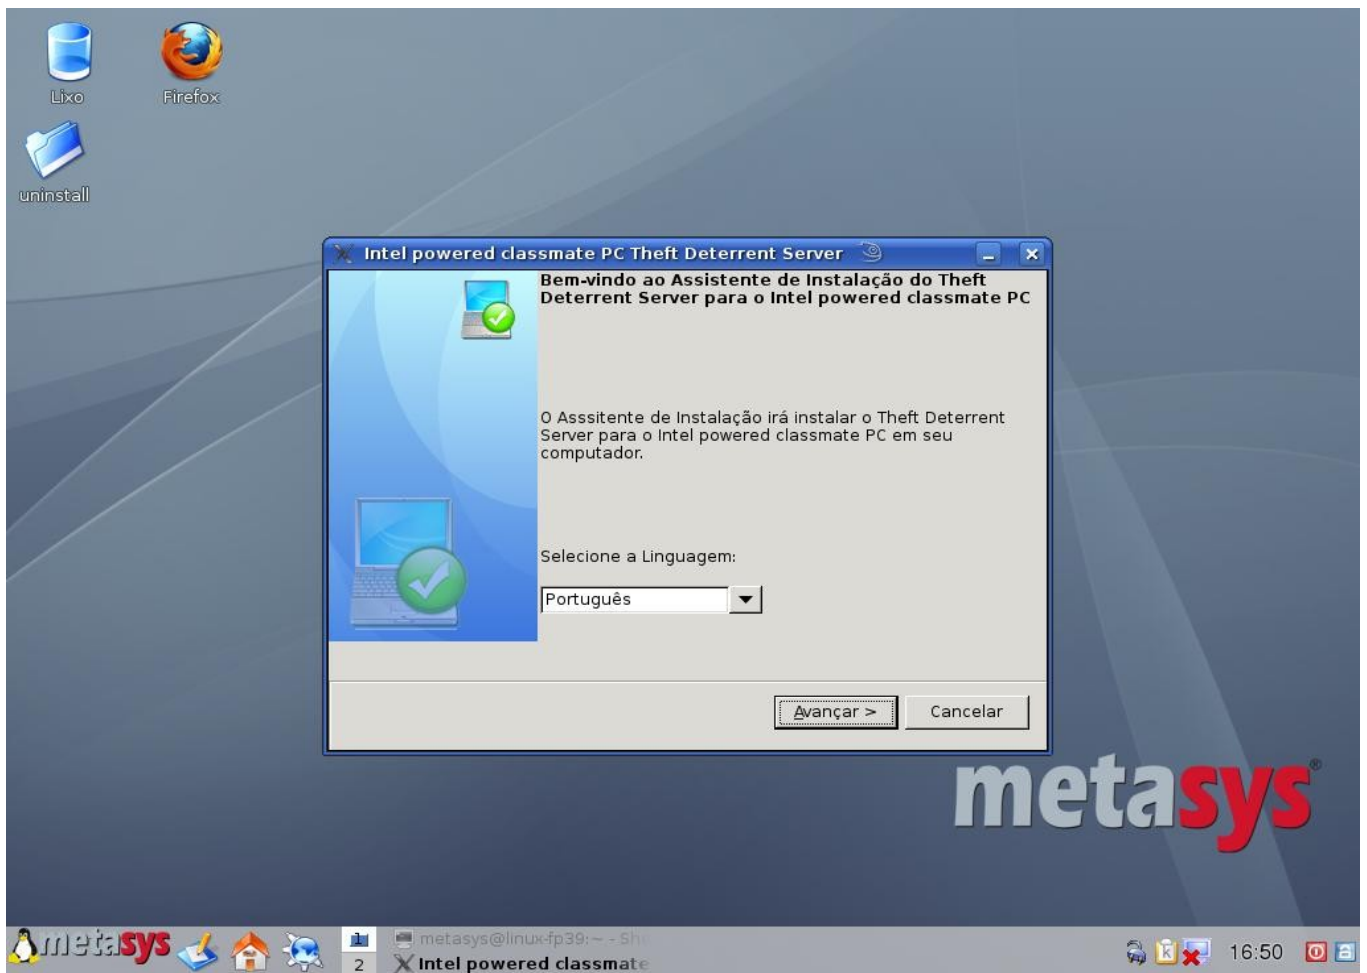 Lixo
Firefox
uninstall
Intel powered classmate PC Theft Deterrent Server
Bem-vindo ao Assistente de Instalação do Theft
Deterrent Server para o Intel powered classmate PC
O Asssitente de Instalação irá instalar o Theft Deterrent
Server para o Intel powered classmate PC em seu
computador.
Selecione a Linguagem:
Português
Avançar >
Cancelar
metasys®
metasys
1
2
metasys@linux-fp39:~ - She
Intel powered classmate
16:50